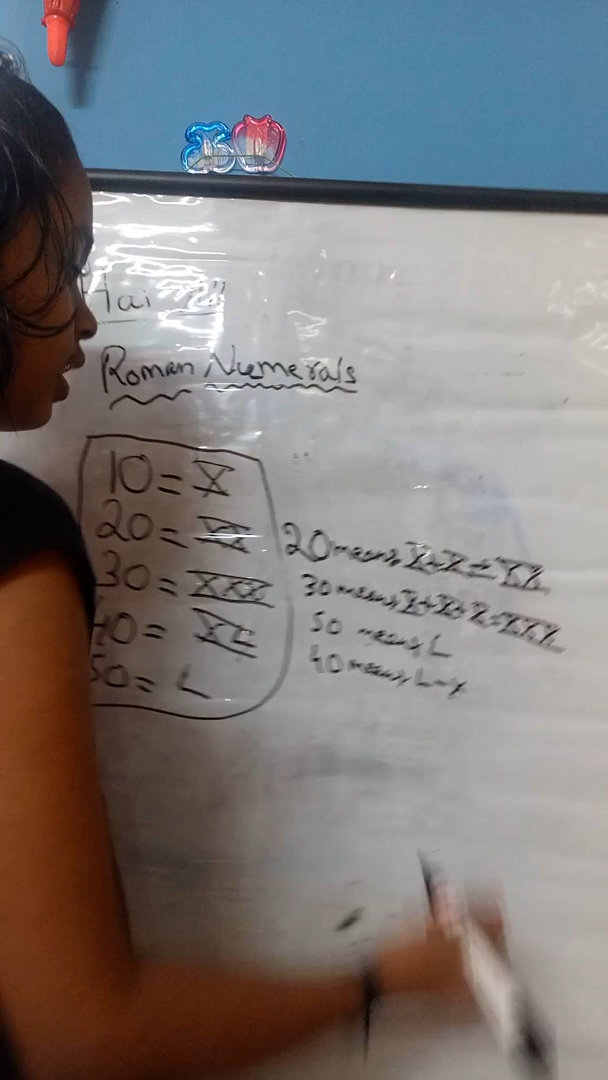 Hai
Roman Numerals
10 = X
20 = XX
30 = XXX
40 = XL
50 = L
20 means X+X = XX
30 means X+X+X = XXX
50 means L
40 means L-X